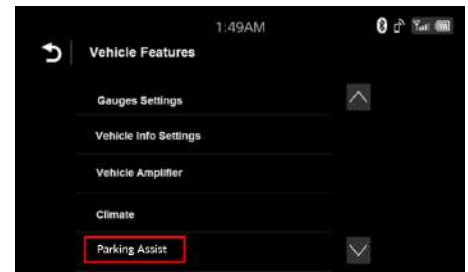 1:49AM
Vehicle Features
Gauges Settings
Vehicle Info Settings
Vehicle Amplifier
Climate
Parking Assist